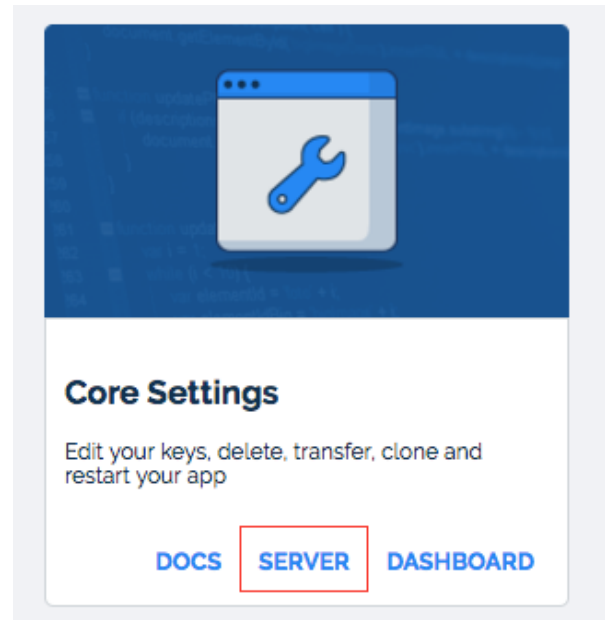 Core Settings
Edit your keys, delete, transfer, clone and
restart your app
DOCS SERVER DASHBOARD